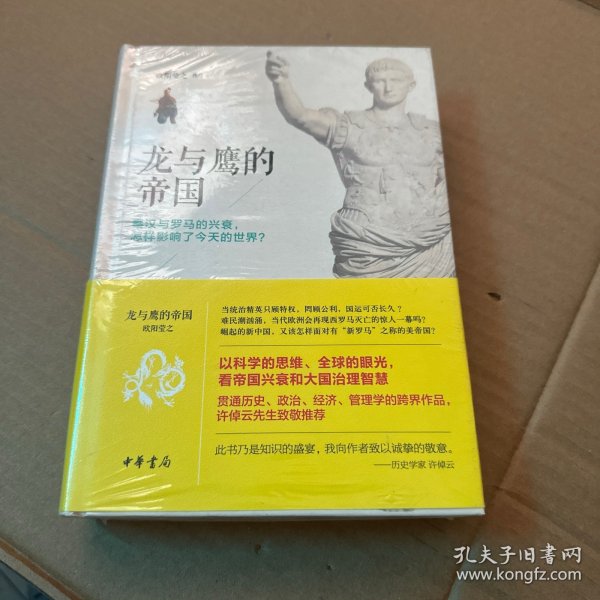 欧阳莹之 作
龙与鹰的
帝国
秦汉与罗马的兴衰，
怎样影响了今天的世界？
龙与鹰的帝国
欧阳莹之
当统治精英只顾特权，罔顾公利，国运可否长久？
难民潮汹涌，当代欧洲会再现西罗马灭亡的惊人一幕吗？
崛起的新中国，又该怎样面对有“新罗马”之称的美帝国？
以科学的思维、全球的眼光，
看帝国兴衰和大国治理智慧
贯通历史、政治、经济、管理学的跨界作品，
许倬云先生致敬推荐
此书乃是知识的盛宴，我向作者致以诚挚的敬意。
——历史学家 许倬云
中華書局
孔夫子旧书网
www.kongfz.com